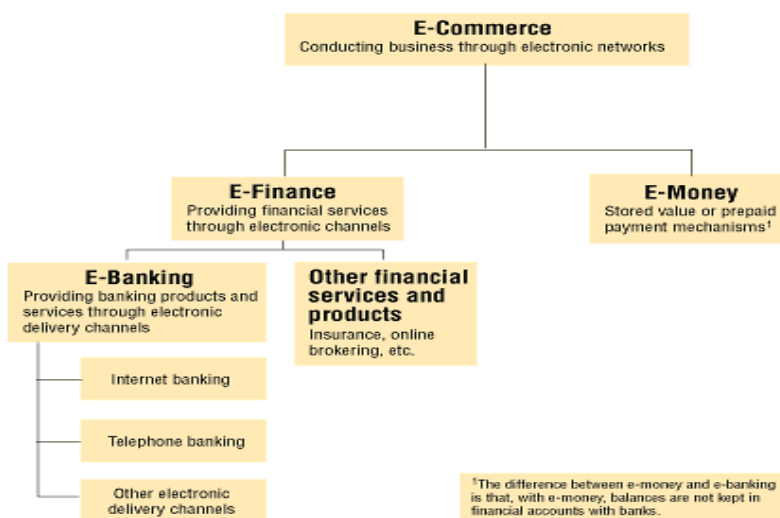 E-Commerce
Conducting business through electronic networks
E-Finance
Providing financial services
through electronic channels
E-Money
Stored value or prepaid
payment mechanisms¹
E-Banking
Providing banking products and
services through electronic
delivery channels
Other financial
services and
products
Insurance, online
brokering, etc.
Internet banking
Telephone banking
Other electronic
delivery channels
¹The difference between e-money and e-banking
is that, with e-money, balances are not kept in
financial accounts with banks.